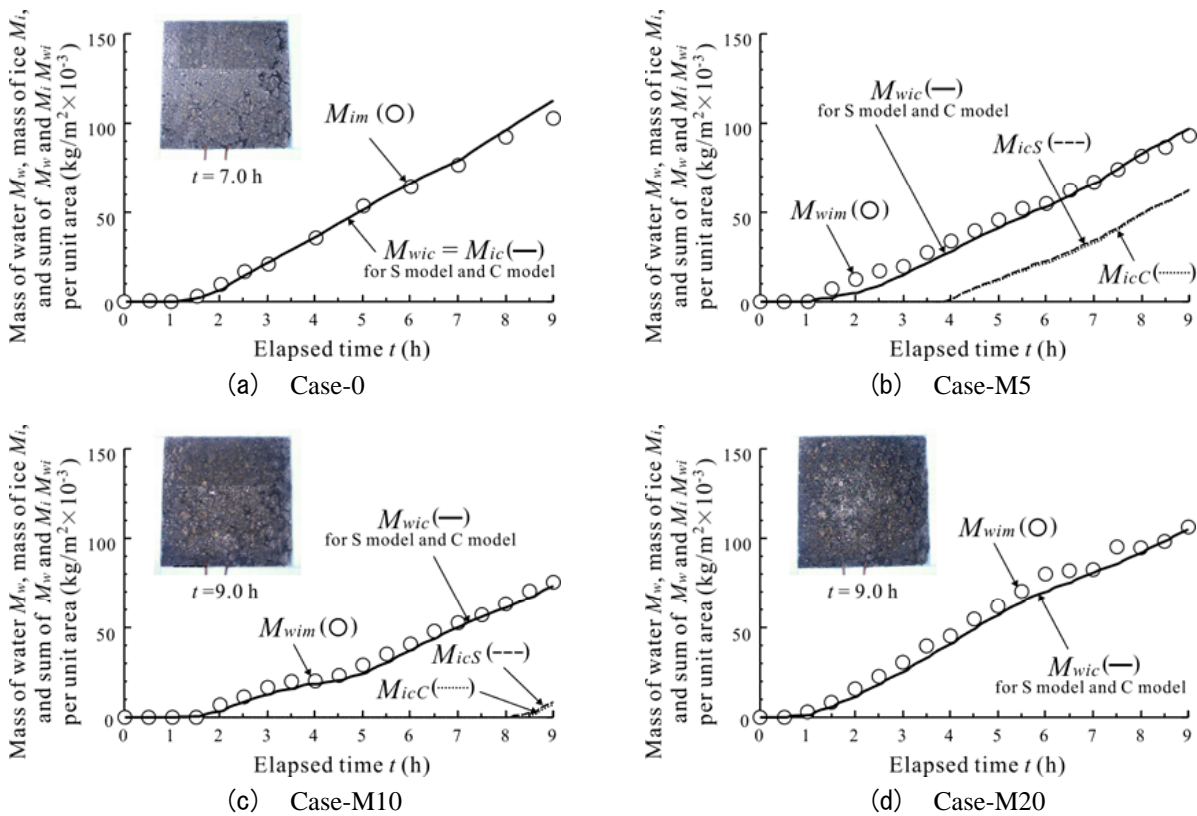 Mass of water Mw, mass of ice Mi,
and sum of Mw and Mi Mwi
per unit area (kg/m²×10⁻³)
150
100
50
0
t = 7.0 h
Mim (○)
Mwic = Mic (—)
for S model and C model
0 1 2 3 4 5 6 7 8 9
Elapsed time t (h)
(a) Case-0
Mass of water Mw, mass of ice Mi,
and sum of Mw and Mi Mwi
per unit area (kg/m²×10⁻³)
150
100
50
0
Mwic (—)
for S model and C model
MicS (---)
Mwim (○)
MicC (........)
0 1 2 3 4 5 6 7 8 9
Elapsed time t (h)
(b) Case-M5
Mass of water Mw, mass of ice Mi,
and sum of Mw and Mi Mwi
per unit area (kg/m²×10⁻³)
150
100
50
0
t =9.0 h
Mwic (—)
for S model and C model
Mwim (○)
MicS (---)
MicC (........)
0 1 2 3 4 5 6 7 8 9
Elapsed time t (h)
(c) Case-M10
Mass of water Mw, mass of ice Mi,
and sum of Mw and Mi Mwi
per unit area (kg/m²×10⁻³)
150
100
50
0
t =9.0 h
Mwim (○)
Mwic (—)
for S model and C model
0 1 2 3 4 5 6 7 8 9
Elapsed time t (h)
(d) Case-M20